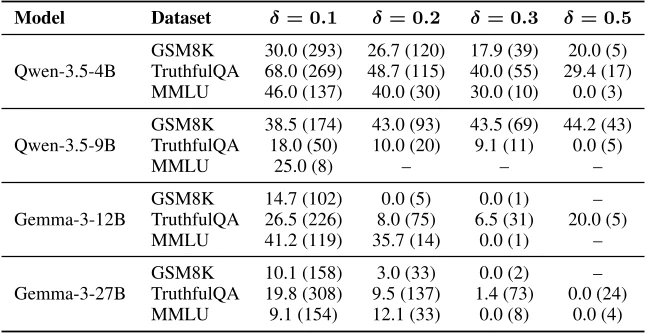 Model Dataset δ = 0.1 δ = 0.2 δ = 0.3 δ = 0.5
GSM8K 30.0 (293) 26.7 (120) 17.9 (39) 20.0 (5)
Qwen-3.5-4B TruthfulQA 68.0 (269) 48.7 (115) 40.0 (55) 29.4 (17)
MMLU 46.0 (137) 40.0 (30) 30.0 (10) 0.0 (3)
GSM8K 38.5 (174) 43.0 (93) 43.5 (69) 44.2 (43)
Qwen-3.5-9B TruthfulQA 18.0 (50) 10.0 (20) 9.1 (11) 0.0 (5)
MMLU 25.0 (8) – – –
GSM8K 14.7 (102) 0.0 (5) 0.0 (1) –
Gemma-3-12B TruthfulQA 26.5 (226) 8.0 (75) 6.5 (31) 20.0 (5)
MMLU 41.2 (119) 35.7 (14) 0.0 (1) –
GSM8K 10.1 (158) 3.0 (33) 0.0 (2) –
Gemma-3-27B TruthfulQA 19.8 (308) 9.5 (137) 1.4 (73) 0.0 (24)
MMLU 9.1 (154) 12.1 (33) 0.0 (8) 0.0 (4)